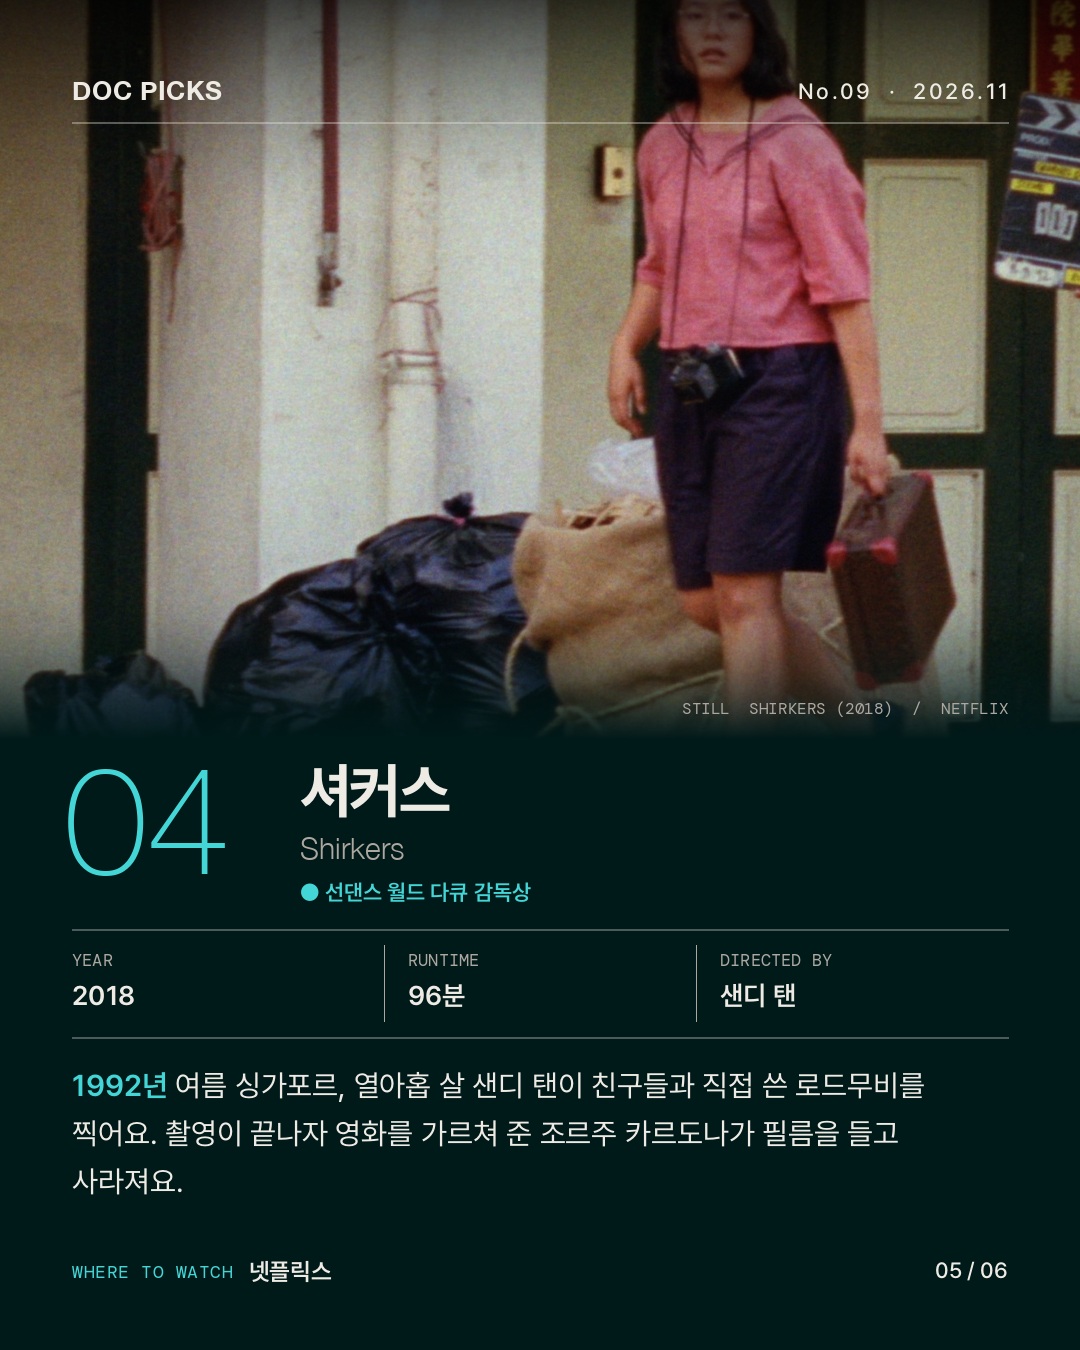 DOC PICKS
No.09 · 2026.11
院
學
業
STILL SHIRKERS (2018) / NETFLIX
04
셔커스
Shirkers
● 선댄스 월드 다큐 감독상
YEAR
2018
RUNTIME
96분
DIRECTED BY
샌디 탠
1992년 여름 싱가포르, 열아홉 살 샌디 탠이 친구들과 직접 쓴 로드무비를
찍어요. 촬영이 끝나자 영화를 가르쳐 준 조르주 카르도나가 필름을 들고
사라져요.
WHERE TO WATCH 넷플릭스
05 / 06